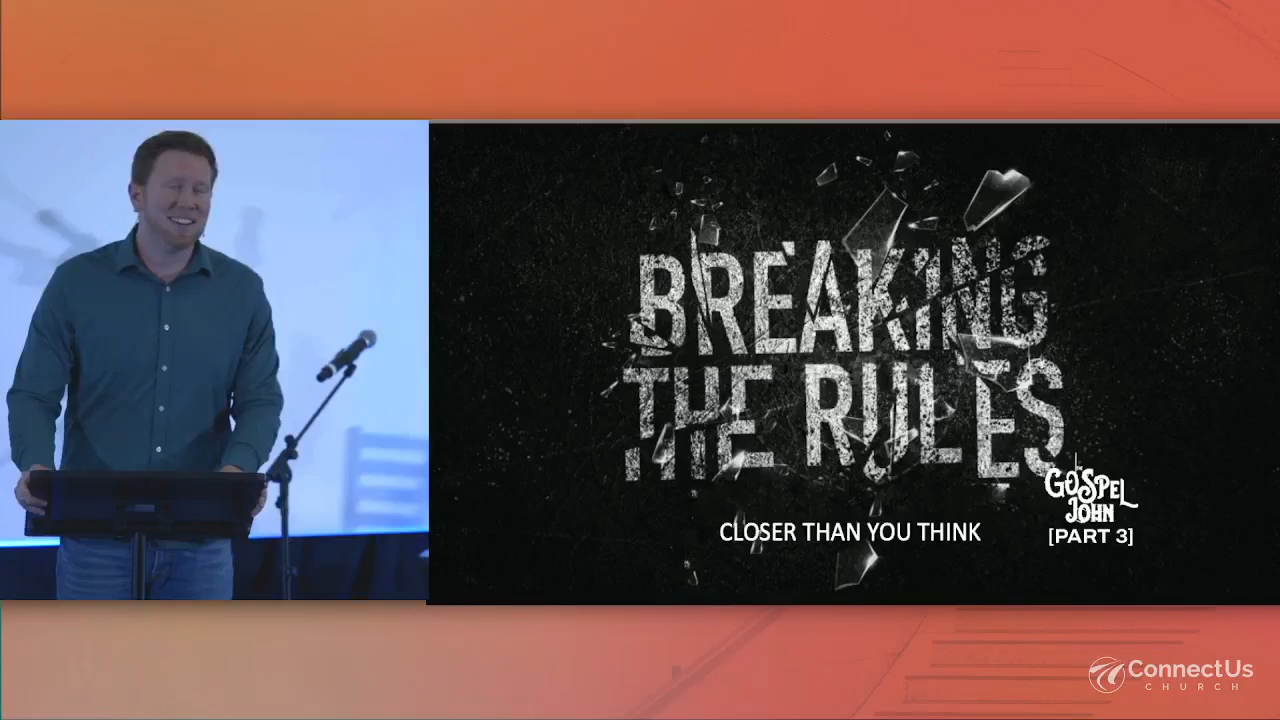 BREAKING
THE RULES
GOSPEL
JOHN
[PART 3]
CLOSER THAN YOU THINK
ConnectUs
CHURCH